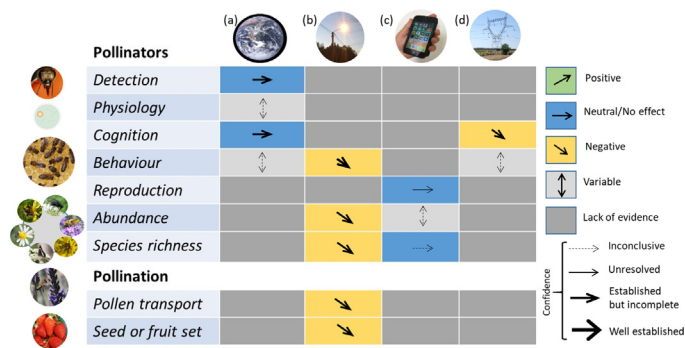 (a) (b) (c) (d)
Pollinators
Detection
Physiology
Cognition
Behaviour
Reproduction
Abundance
Species richness
Pollination
Pollen transport
Seed or fruit set
Positive
Neutral/No effect
Negative
Variable
Lack of evidence
Confidence
Inconclusive
Unresolved
Established
but incomplete
Well established